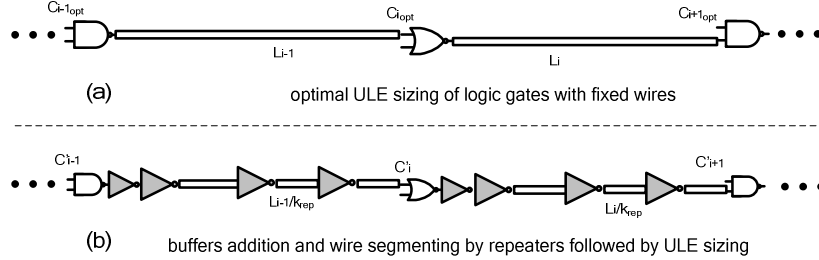 Ci-1opt Ciopt Ci+1opt
Li-1 Li
(a) optimal ULE sizing of logic gates with fixed wires
C'i-1 C'i C'i+1
Li-1/krep Li/krep
(b) buffers addition and wire segmenting by repeaters followed by ULE sizing